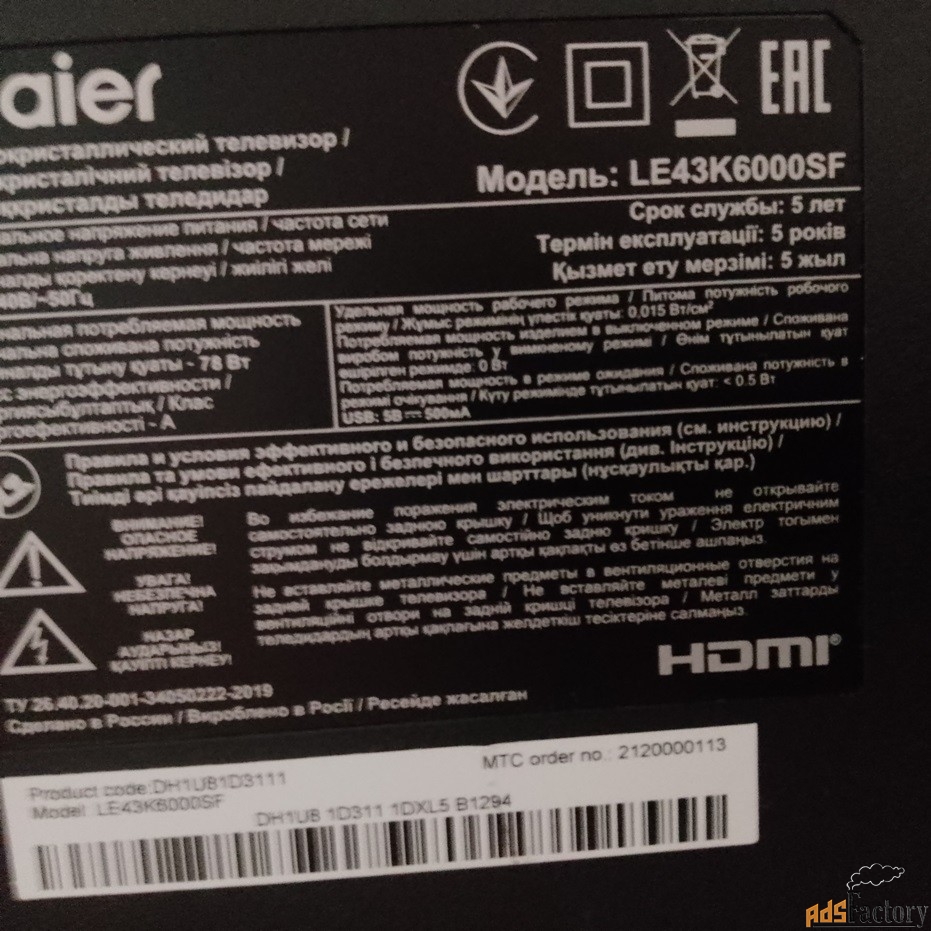 aier
EAC
окристаллический телевизор /
кристалічний телевізор /
ққристалды теледидар
Модель: LE43K6000SF
альное напряжение питания / частота сети
альна напруга живлення / частота мережі
налды коректену кернеуі / жиілігі желі
40В/~50Гц
Срок службы: 5 лет
Термін експлуатації: 5 років
Қызмет ету мерзімі: 5 жыл
нальная потребляемая мощность
нальна споживана потужність
налды тұтыну қуаты - 78 Вт
сс энергоэффективности /
ргиясыбултаптық / Клас
ргоефективності - А
Удельная мощность рабочего режима / Питома потужність робочого
режиму / Жұмыс режимінің үлестік қуаты: 0,015 Вт/см²
Потребляемая мощность изделием в выключенном режиме / Споживана
виробом потужність у вимкненому режимі / Өнім тұтынылатын қуат
өшірілген режимде: 0 Вт
Потребляемая мощность в режиме ожидания / Споживана потужність в
режимі очікування / Күту режимінде тұтынылатын қуат: < 0.5 Вт
USB: 5В ⎓ 500мА
Правила и условия эффективного и безопасного использования (см. инструкцию) /
Правила та умови ефективного і безпечного використання (див. Інструкцію) /
Тиімді әрі қауіпсіз пайдалану ережелері мен шарттары (нұсқаулықты қар.)
ВНИМАНИЕ!
ОПАСНОЕ
НАПРЯЖЕНИЕ!
УВАГА!
НЕБЕЗПЕЧНА
НАПРУГА!
НАЗАР
АУДАРЫҢЫЗ!
ҚАУІПТІ КЕРНЕУ!
Во избежание поражения электрическим током не открывайте
самостоятельно заднюю крышку / Щоб уникнути ураження електричним
струмом не відкривайте самостійно задню кришку / Электр тогымен
зақымдануды болдырмау үшін артқы қақпақты өз бетінше ашпаңыз.
Не вставляйте металлические предметы в вентиляционные отверстия на
задней крышке телевизора / Не вставляйте металеві предмети у
вентиляційні отвори на задній кришці телевізора / Металл заттарды
теледидардың артқы қақпағына желдеткіш тесіктеріне салмаңыз.
HDMI®
ТУ 26.40.20-001-34050222-2019
Сделано в России / Вироблено в Росії / Ресейде жасалған
Product code:DH1U81D3111
MTC order no.: 2120000113
Model :LE43K6000SF
DH1U8 1D311 1DXL5 B1294
AdsFactory